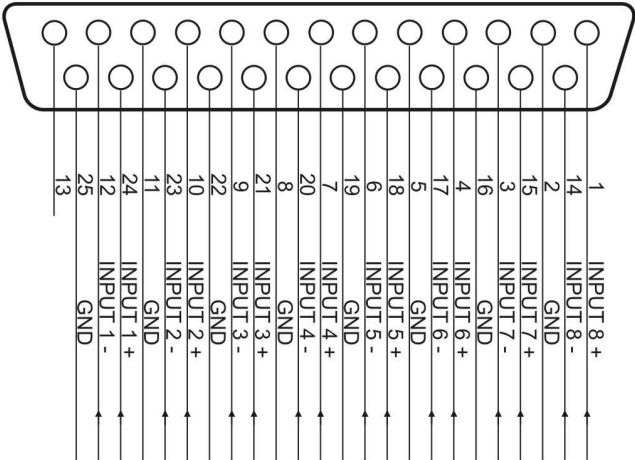 1 INPUT 8 +
14 INPUT 8 -
2 GND
15 INPUT 7 +
3 INPUT 7 -
16 GND
4 INPUT 6 +
17 INPUT 6 -
5 GND
18 INPUT 5 +
6 INPUT 5 -
19 GND
7 INPUT 4 +
20 INPUT 4 -
8 GND
21 INPUT 3 +
9 INPUT 3 -
22 GND
10 INPUT 2 +
23 INPUT 2 -
11 GND
24 INPUT 1 +
12 INPUT 1 -
25 GND
13